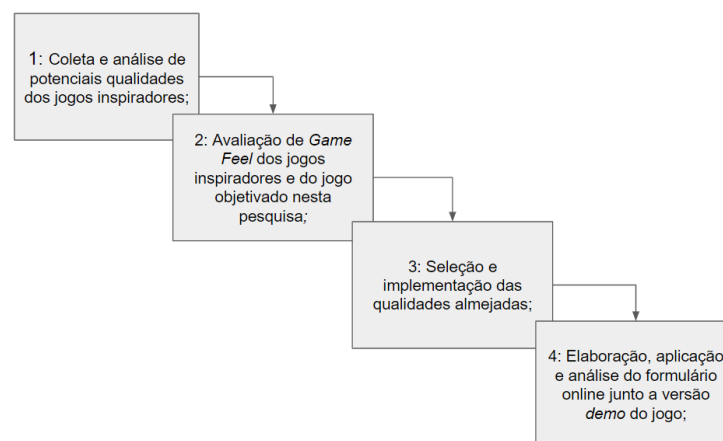 1: Coleta e análise de
potenciais qualidades
dos jogos inspiradores;
2: Avaliação de Game
Feel dos jogos
inspiradores e do jogo
objetivado nesta
pesquisa;
3: Seleção e
implementação das
qualidades almejadas;
4: Elaboração, aplicação
e análise do formulário
online junto a versão
demo do jogo;